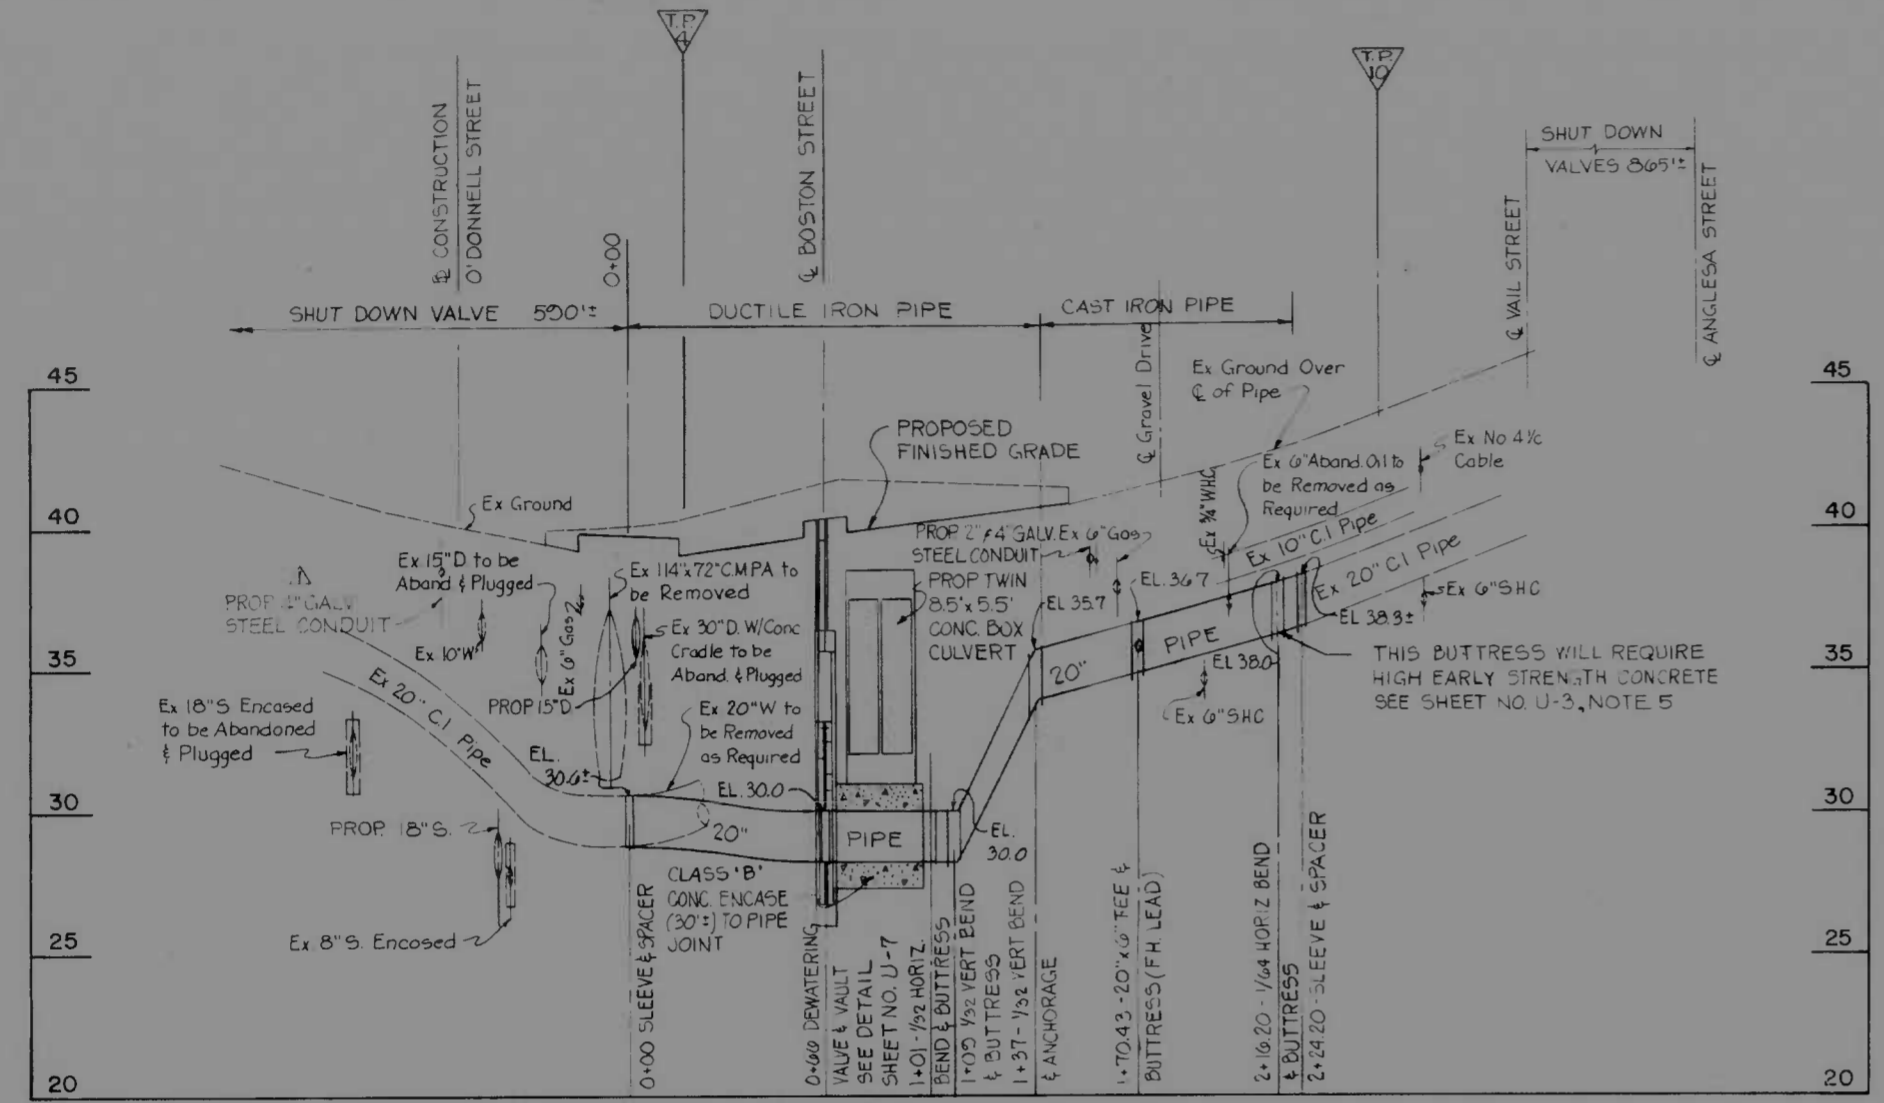 T.P.
4
T.P.
10
℄ CONSTRUCTION
O'DONNELL STREET
0+00
℄ BOSTON STREET
SHUT DOWN
VALVES 865'±
℄ VAIL STREET
℄ ANGLESA STREET
SHUT DOWN VALVE 590'±
DUCTILE IRON PIPE
CAST IRON PIPE
℄ Gravel Drive
Ex Ground Over
℄ of Pipe
45
45
PROPOSED
FINISHED GRADE
Ex No 4 1/c
Cable
Ex 6" Aband. Oil to
be Removed as
Required
Ex ¾" WHC
Ex Ground
40
40
PROP. 2" & 4" GALV.
STEEL CONDUIT
Ex 6" Gas
Ex 10" C.I Pipe
Ex 20" C.I Pipe
Ex 15" D to be
Aband. & Plugged
Ex 114"x72" C.M.P.A. to
be Removed
PROP TWIN
8.5'x 5.5'
CONC. BOX
CULVERT
EL. 36.7
EL 35.7
Ex 6" SHC
EL 38.3±
PROP 4" GALV
STEEL CONDUIT
Ex 10" W
Ex 6" Gas
Ex 30" D. W/Conc
Cradle to be
Aband. & Plugged
35
35
20" PIPE
EL 38.0
THIS BUTTRESS WILL REQUIRE
HIGH EARLY STRENGTH CONCRETE
SEE SHEET NO. U-3, NOTE 5
Ex 20" C.I Pipe
PROP 15" D
Ex 6" SHC
Ex 18" S Encased
to be Abandoned
& Plugged
Ex 20" W to
be Removed
as Required
EL.
30.6±
EL. 30.0
30
30
PROP. 18" S.
20" PIPE
EL.
30.0
CLASS 'B'
CONC. ENCASE
(30'±) TO PIPE
JOINT
Ex 8" S. Encased
25
25
0+00 SLEEVE & SPACER
0+66 DEWATERING
VALVE & VAULT
SEE DETAIL
SHEET NO. U-7
1+01 - 1/32 HORIZ.
BEND & BUTTRESS
1+09 1/32 VERT BEND
& BUTTRESS
1+37 - 1/32 VERT BEND
& ANCHORAGE
1+70.43 - 20"x6" TEE &
BUTTRESS (F.H. LEAD)
2+16.20 - 1/64 HORIZ BEND
& BUTTRESS
2+24.20 - SLEEVE & SPACER
20
20